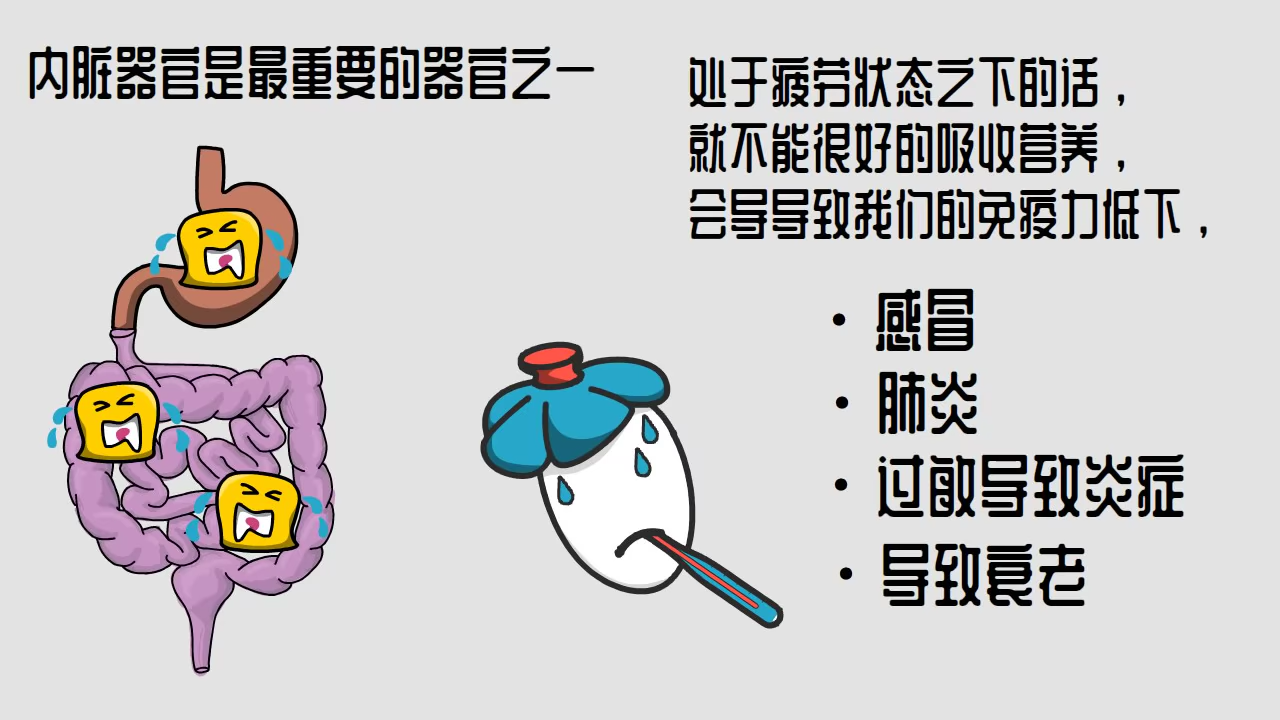 内脏器官是最重要的器官之一
处于疲劳状态之下的话，
就不能很好的吸收营养，
会导导致我们的免疫力低下，
• 感冒
• 肺炎
• 过敏导致炎症
• 导致衰老